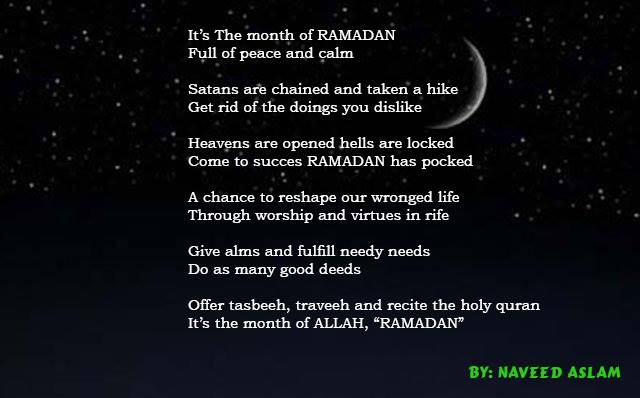 It's The month of RAMADAN
Full of peace and calm
Satans are chained and taken a hike
Get rid of the doings you dislike
Heavens are opened hells are locked
Come to succes RAMADAN has pocked
A chance to reshape our wronged life
Through worship and virtues in rife
Give alms and fulfill needy needs
Do as many good deeds
Offer tasbeeh, traveeh and recite the holy quran
It's the month of ALLAH, “RAMADAN”
BY: NAVEED ASLAM